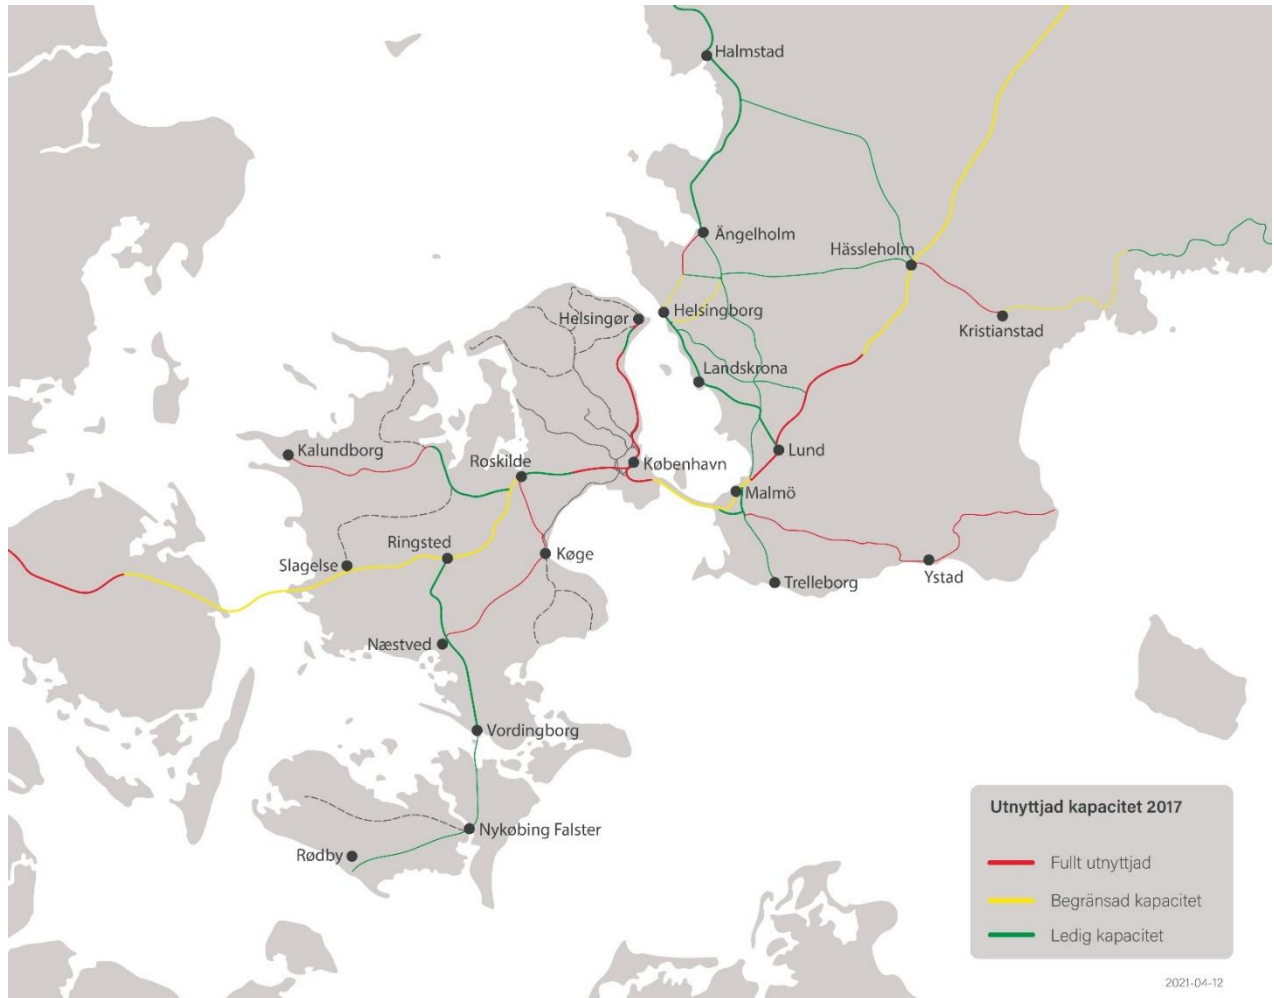 Halmstad
Ängelholm
Hässleholm
Helsingør
Helsingborg
Kristianstad
Landskrona
Kalundborg
Roskilde
København
Lund
Malmö
Ringsted
Slagelse
Køge
Ystad
Trelleborg
Næstved
Vordingborg
Nykøbing Falster
Rødby
Utnyttjad kapacitet 2017
Fullt utnyttjad
Begränsad kapacitet
Ledig kapacitet
2021-04-12